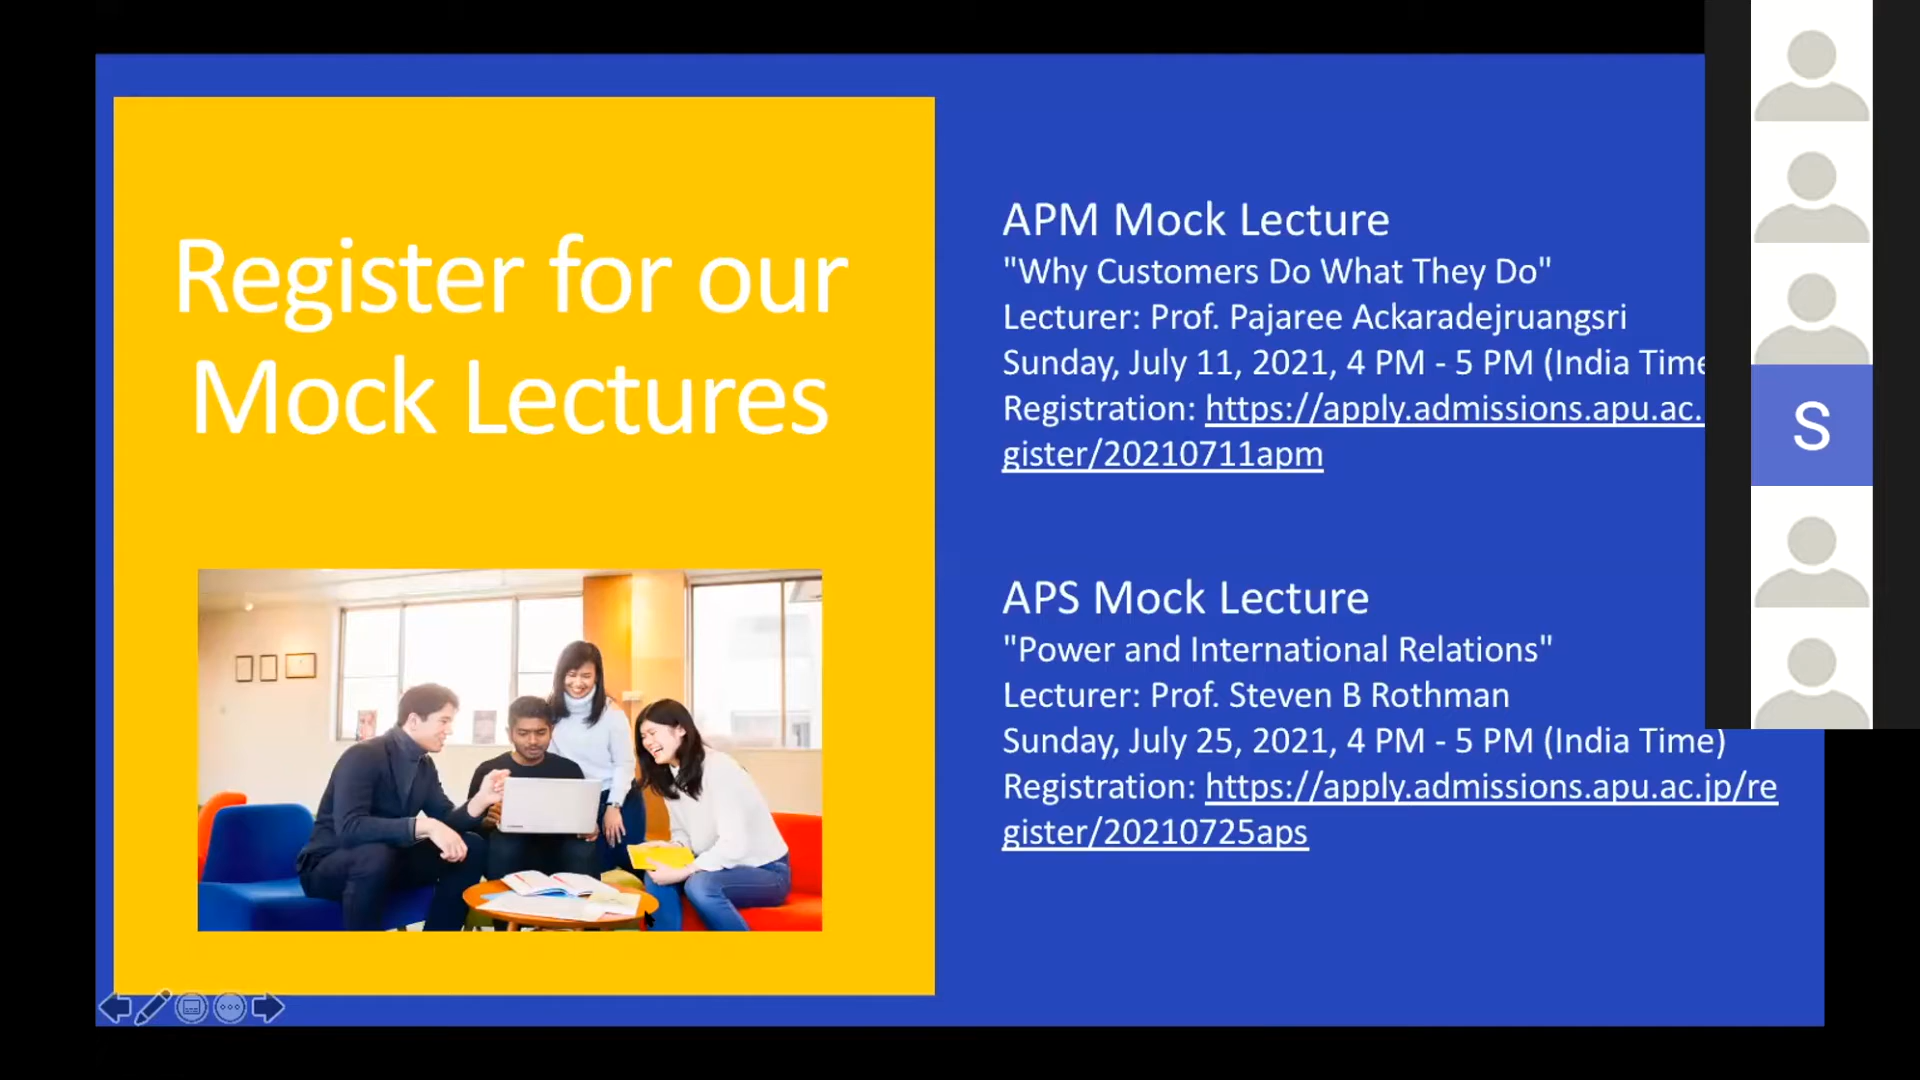 Register for our
Mock Lectures
APM Mock Lecture
"Why Customers Do What They Do"
Lecturer: Prof. Pajaree Ackaradejruangsri
Sunday, July 11, 2021, 4 PM - 5 PM (India Time
Registration: https://apply.admissions.apu.ac.
gister/20210711apm
APS Mock Lecture
"Power and International Relations"
Lecturer: Prof. Steven B Rothman
Sunday, July 25, 2021, 4 PM - 5 PM (India Time)
Registration: https://apply.admissions.apu.ac.jp/re
gister/20210725aps
S